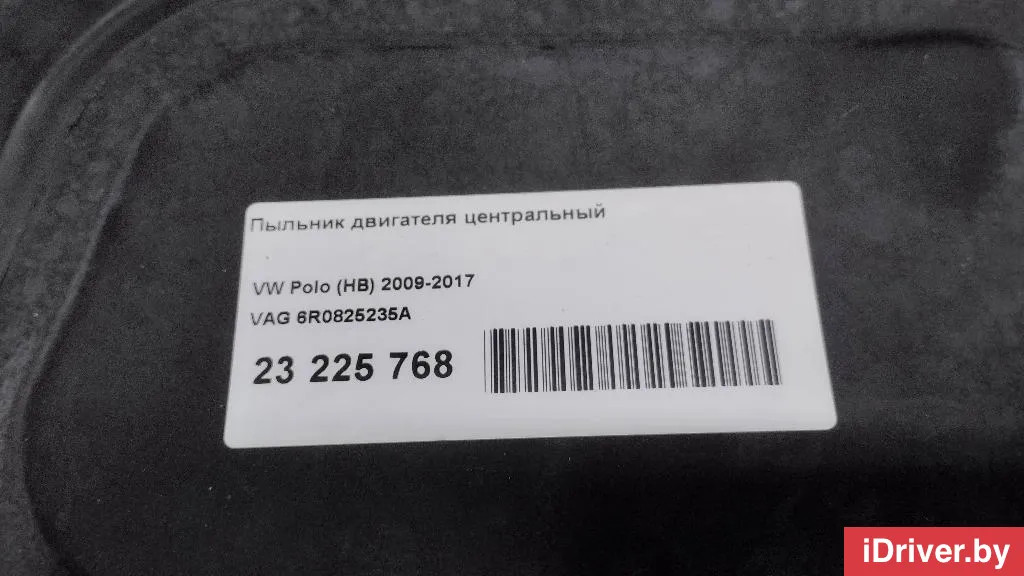 Пыльник двигателя центральный
VW Polo (HB) 2009-2017
VAG 6R0825235A
23 225 768
iDriver.by